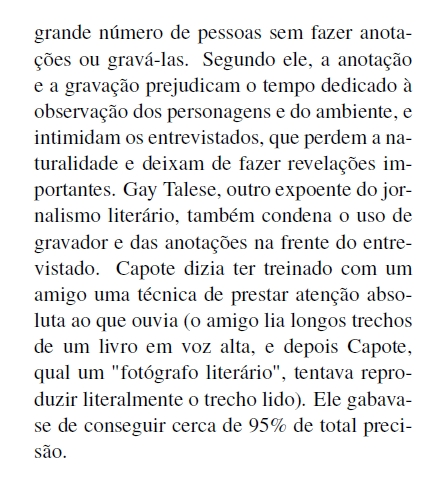 grande número de pessoas sem fazer anota-
ções ou gravá-las. Segundo ele, a anotação
e a gravação prejudicam o tempo dedicado à
observação dos personagens e do ambiente, e
intimidam os entrevistados, que perdem a na-
turalidade e deixam de fazer revelações im-
portantes. Gay Talese, outro expoente do jor-
nalismo literário, também condena o uso de
gravador e das anotações na frente do entre-
vistado. Capote dizia ter treinado com um
amigo uma técnica de prestar atenção abso-
luta ao que ouvia (o amigo lia longos trechos
de um livro em voz alta, e depois Capote,
qual um "fotógrafo literário", tentava repro-
duzir literalmente o trecho lido). Ele gabava-
se de conseguir cerca de 95% de total preci-
são.